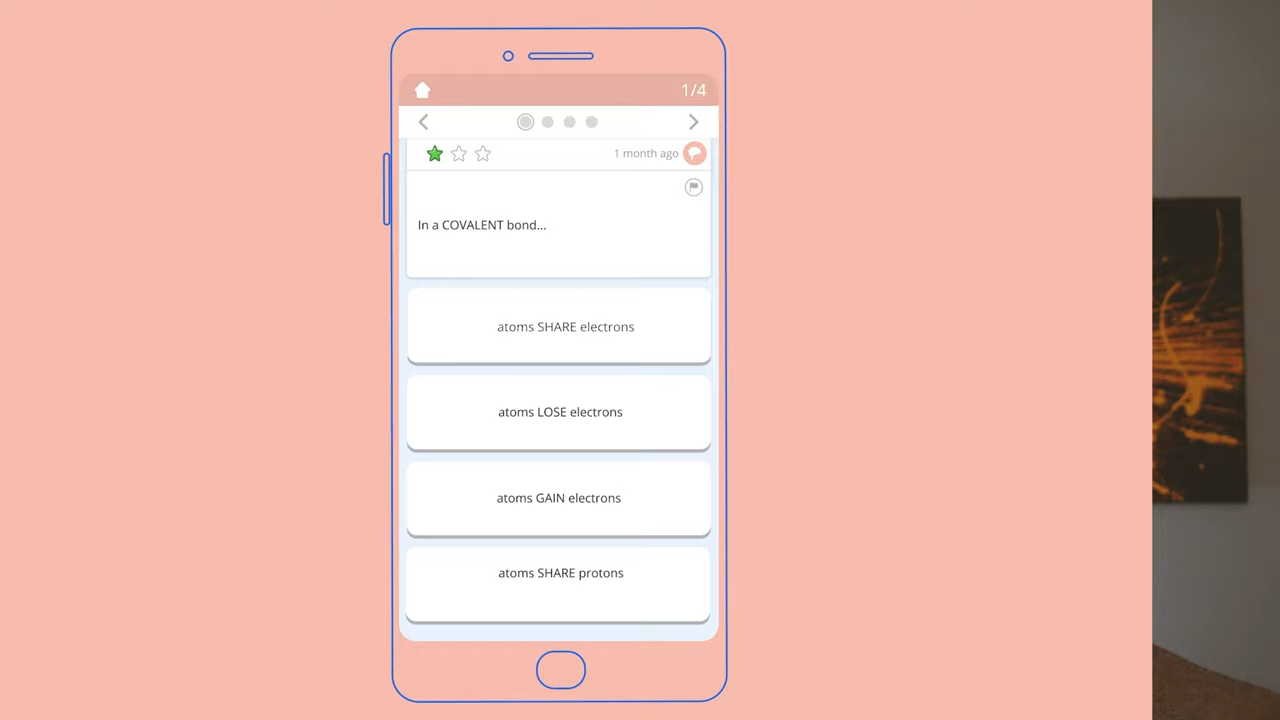 1/4
1 month ago
In a COVALENT bond...
atoms SHARE electrons
atoms LOSE electrons
atoms GAIN electrons
atoms SHARE protons